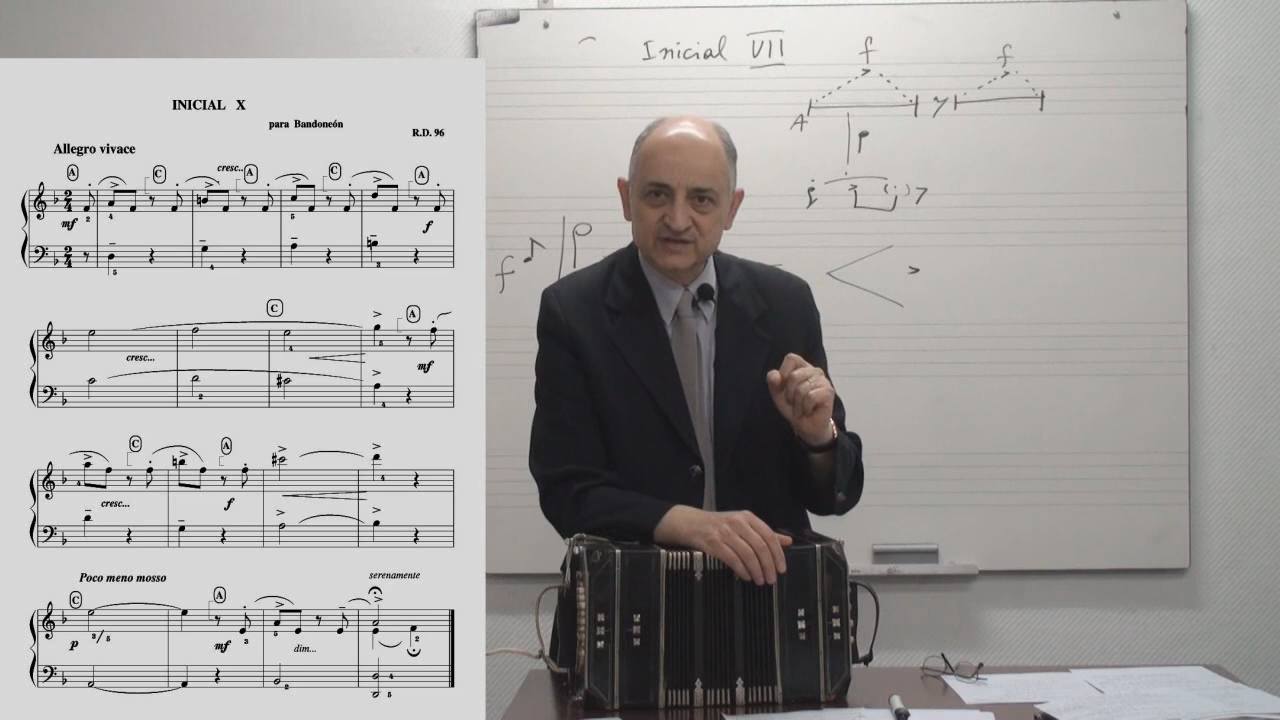 INICIAL X
para Bandoneón
R.D. 96
Allegro vivace
A C cresc... A C A
mf f
C A
cresc... mf
C A
cresc... f
Poco meno mosso serenamente
C A
p mf dim...
Inicial VII f f
A 7
p
f p